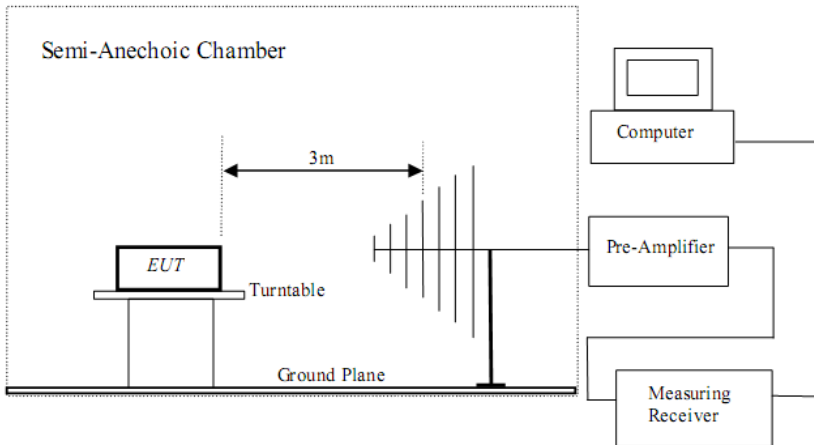 Semi-Anechoic Chamber
3m
EUT
Turntable
Ground Plane
Computer
Pre-Amplifier
Measuring
Receiver